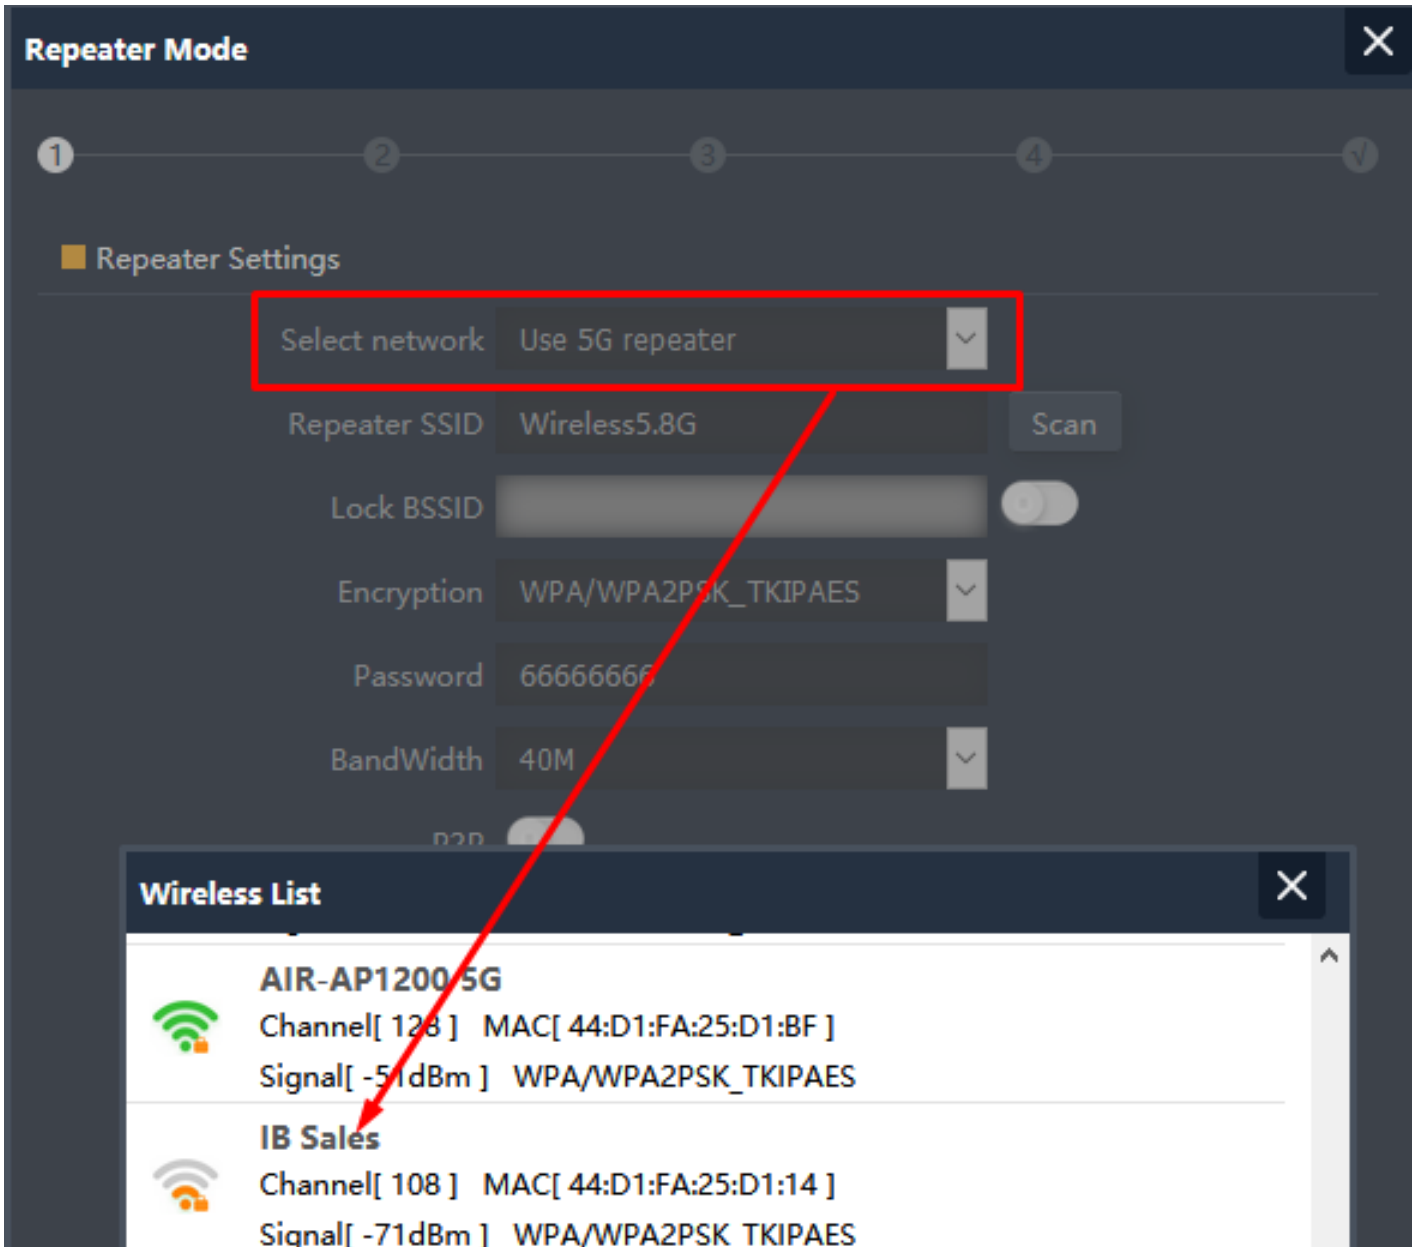 Repeater Mode
1 2 3 4 √
Repeater Settings
Select network Use 5G repeater
Repeater SSID Wireless5.8G Scan
Lock BSSID
Encryption WPA/WPA2PSK_TKIPAES
Password 66666666
BandWidth 40M
P2P
Wireless List
AIR-AP1200-5G
Channel[ 128 ] MAC[ 44:D1:FA:25:D1:BF ]
Signal[ -51dBm ] WPA/WPA2PSK_TKIPAES
IB Sales
Channel[ 108 ] MAC[ 44:D1:FA:25:D1:14 ]
Signal[ -71dBm ] WPA/WPA2PSK_TKIPAES